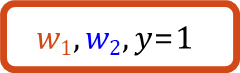 w₁, w₂, y=1